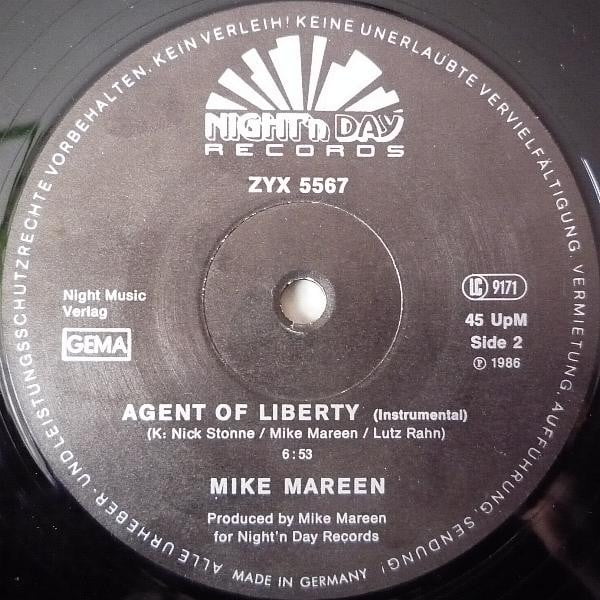 ALLE URHEBER- UND LEISTUNGSSCHUTZRECHTE VORBEHALTEN. KEIN VERLEIH! KEINE UNERLAUBTE VERVIELFÄLTIGUNG. VERMIETUNG. AUFFÜHRUNG. SENDUNG!
NIGHT'n DAY
RECORDS
ZYX 5567
Night Music
Verlag
GEMA
LC 9171
45 UpM
Side 2
℗ 1986
AGENT OF LIBERTY (Instrumental)
(K: Nick Stonne / Mike Mareen / Lutz Rahn)
6:53
MIKE MAREEN
Produced by Mike Mareen
for Night'n Day Records
MADE IN GERMANY